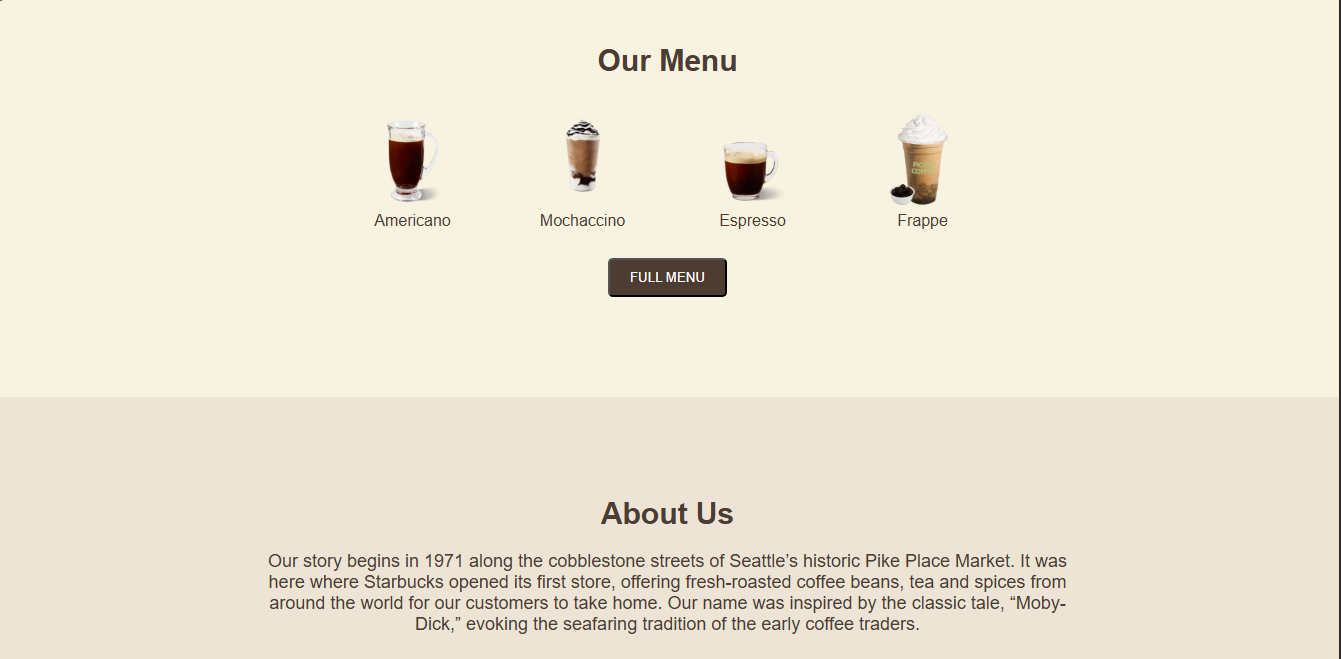 Our Menu
Americano
Mochaccino
Espresso
Frappe
FULL MENU
About Us
Our story begins in 1971 along the cobblestone streets of Seattle’s historic Pike Place Market. It was
here where Starbucks opened its first store, offering fresh-roasted coffee beans, tea and spices from
around the world for our customers to take home. Our name was inspired by the classic tale, “Moby-
Dick,” evoking the seafaring tradition of the early coffee traders.